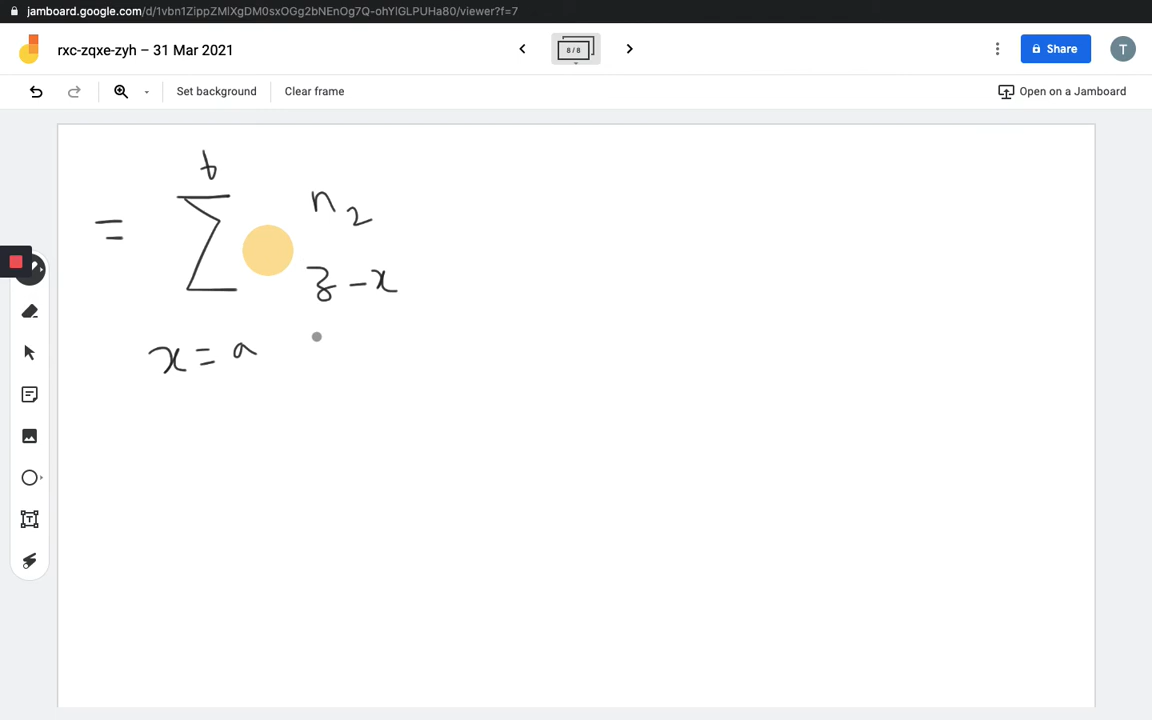 jamboard.google.com/d/1vbn1ZippZMlXgDM0sxOGg2bNEnOg7Q-ohYlGLPUHa80/viewer?f=7
rxc-zqxe-zyh – 31 Mar 2021
8/8
Share
T
Set background
Clear frame
Open on a Jamboard
b
= ∑
n₂
z - x
x = a